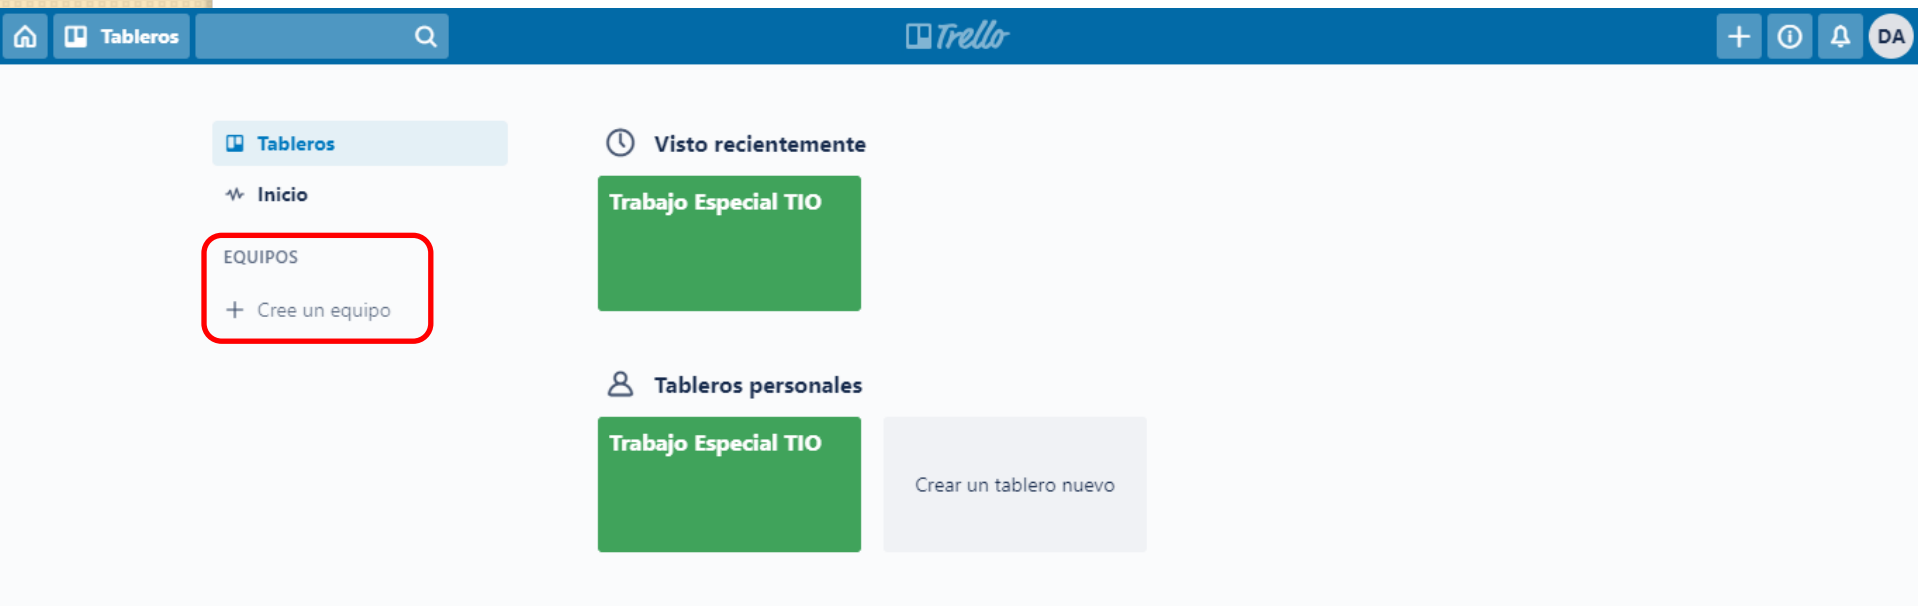 Tableros
Trello
DA
Tableros
Inicio
EQUIPOS
+ Cree un equipo
Visto recientemente
Trabajo Especial TIO
Tableros personales
Trabajo Especial TIO
Crear un tablero nuevo